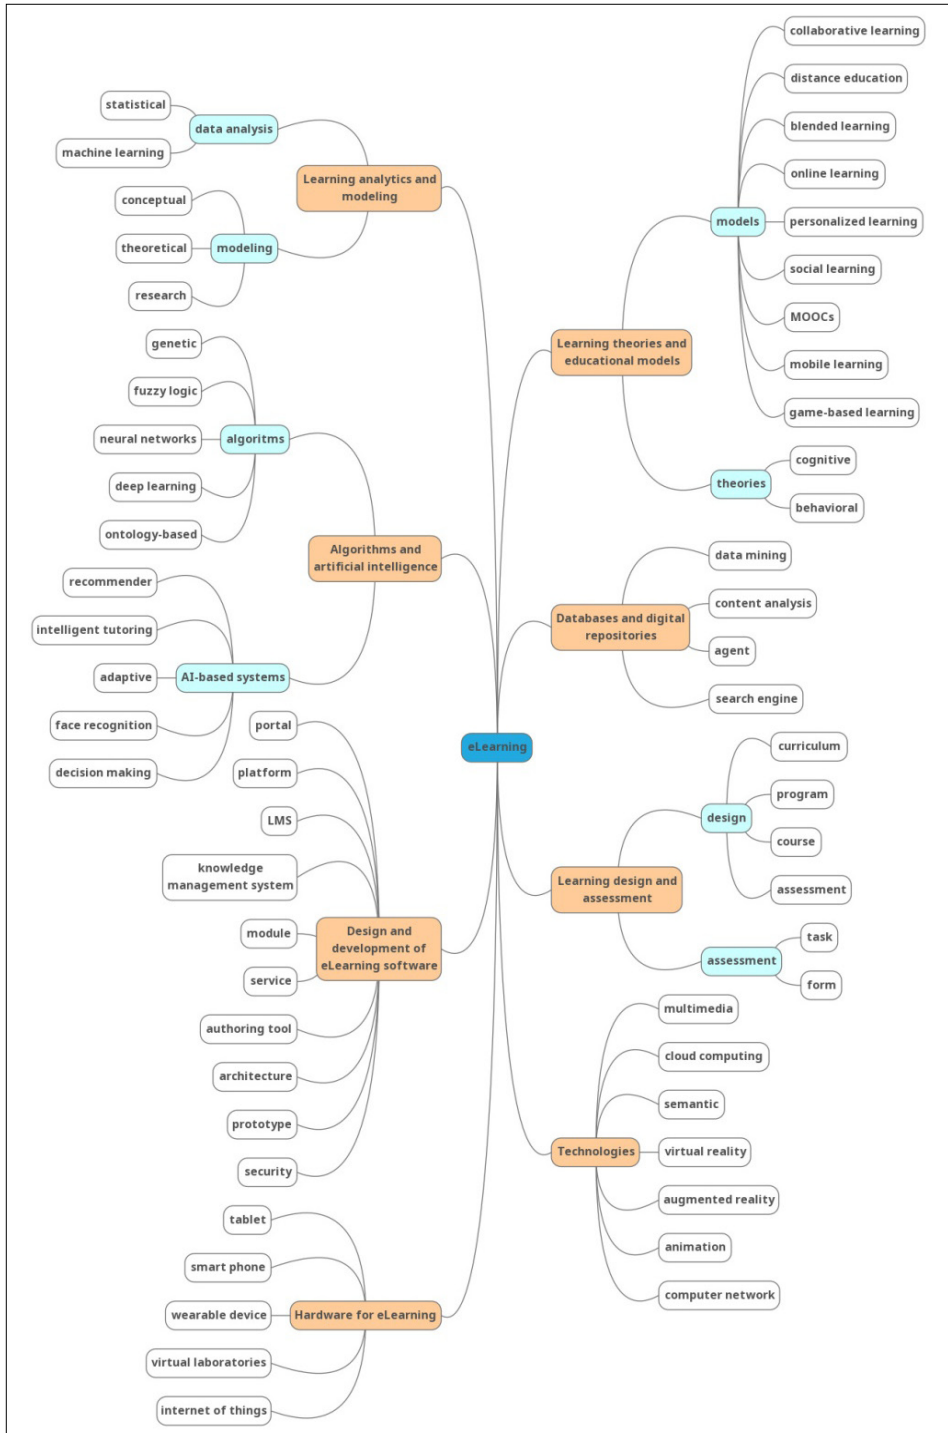 statistical
machine learning
data analysis
conceptual
theoretical
research
modeling
Learning analytics and
modeling
genetic
fuzzy logic
neural networks
deep learning
ontology-based
algoritms
recommender
intelligent tutoring
adaptive
face recognition
decision making
AI-based systems
Algorithms and
artificial intelligence
portal
platform
LMS
knowledge
management system
module
service
authoring tool
architecture
prototype
security
Design and
development of
eLearning software
tablet
smart phone
wearable device
virtual laboratories
internet of things
Hardware for eLearning
eLearning
Learning theories and
educational models
models
collaborative learning
distance education
blended learning
online learning
personalized learning
social learning
MOOCs
mobile learning
game-based learning
theories
cognitive
behavioral
Databases and digital
repositories
data mining
content analysis
agent
search engine
Learning design and
assessment
design
curriculum
program
course
assessment
assessment
task
form
Technologies
multimedia
cloud computing
semantic
virtual reality
augmented reality
animation
computer network